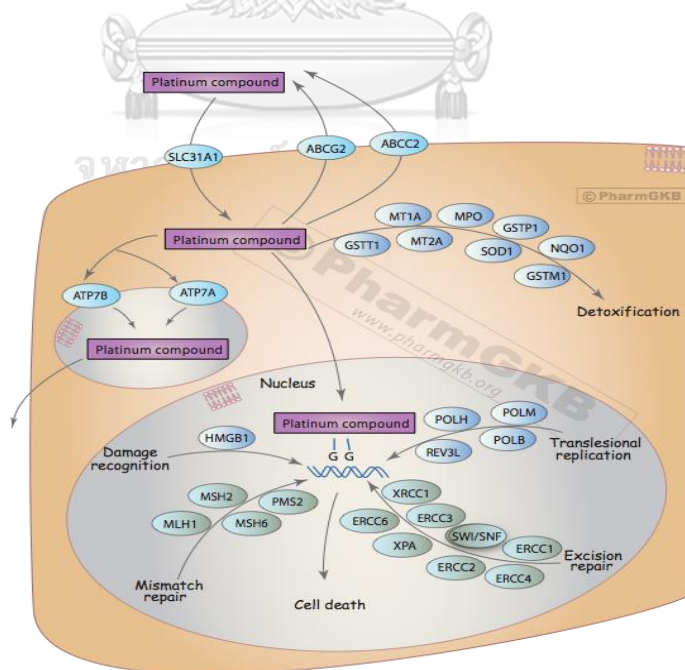 Platinum compound
SLC31A1
ABCG2
ABCC2
© PharmGKB
Platinum compound
GSTT1
MT1A
MT2A
MPO
SOD1
GSTP1
GSTM1
NQO1
Detoxification
ATP7B
ATP7A
Platinum compound
© PharmGKB
www.pharmgkb.org
Nucleus
Platinum compound
G G
HMGB1
Damage
recognition
POLH
POLM
REV3L
POLB
Translesional
replication
MSH2
PMS2
MLH1
MSH6
Mismatch
repair
XRCC1
ERCC6
ERCC3
XPA
SWI/SNF
ERCC1
ERCC2
ERCC4
Excision
repair
Cell death